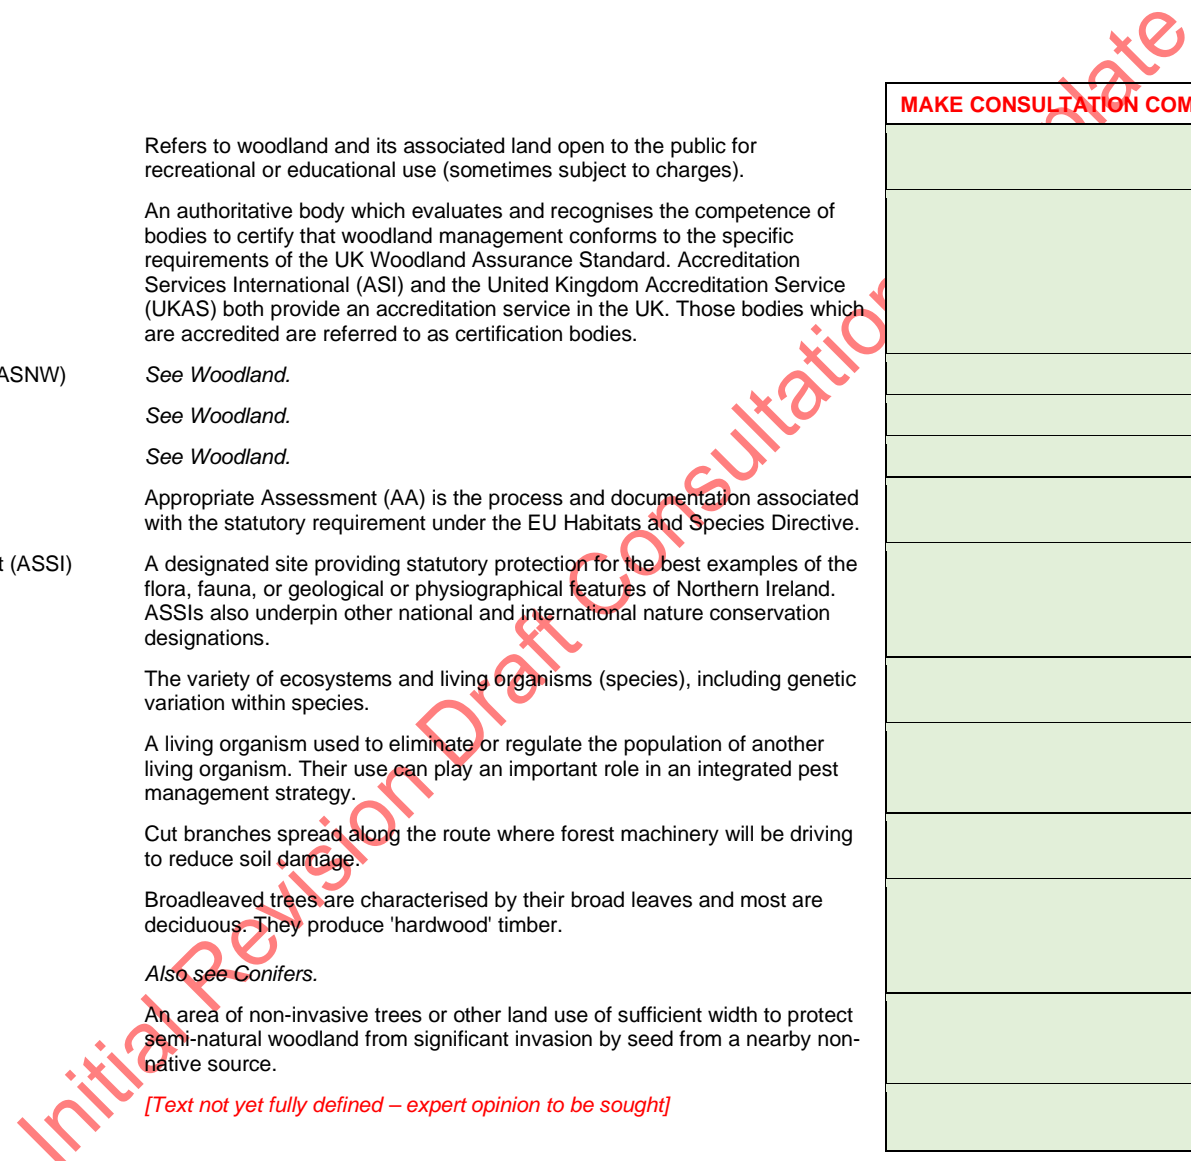 MAKE CONSULTATION COM
Refers to woodland and its associated land open to the public for
recreational or educational use (sometimes subject to charges).
An authoritative body which evaluates and recognises the competence of
bodies to certify that woodland management conforms to the specific
requirements of the UK Woodland Assurance Standard. Accreditation
Services International (ASI) and the United Kingdom Accreditation Service
(UKAS) both provide an accreditation service in the UK. Those bodies which
are accredited are referred to as certification bodies.
ASNW) See Woodland.
See Woodland.
See Woodland.
Appropriate Assessment (AA) is the process and documentation associated
with the statutory requirement under the EU Habitats and Species Directive.
t (ASSI) A designated site providing statutory protection for the best examples of the
flora, fauna, or geological or physiographical features of Northern Ireland.
ASSIs also underpin other national and international nature conservation
designations.
The variety of ecosystems and living organisms (species), including genetic
variation within species.
A living organism used to eliminate or regulate the population of another
living organism. Their use can play an important role in an integrated pest
management strategy.
Cut branches spread along the route where forest machinery will be driving
to reduce soil damage.
Broadleaved trees are characterised by their broad leaves and most are
deciduous. They produce 'hardwood' timber.
Also see Conifers.
An area of non-invasive trees or other land use of sufficient width to protect
semi-natural woodland from significant invasion by seed from a nearby non-
native source.
[Text not yet fully defined – expert opinion to be sought]
Initial Revision Draft Consultation plate